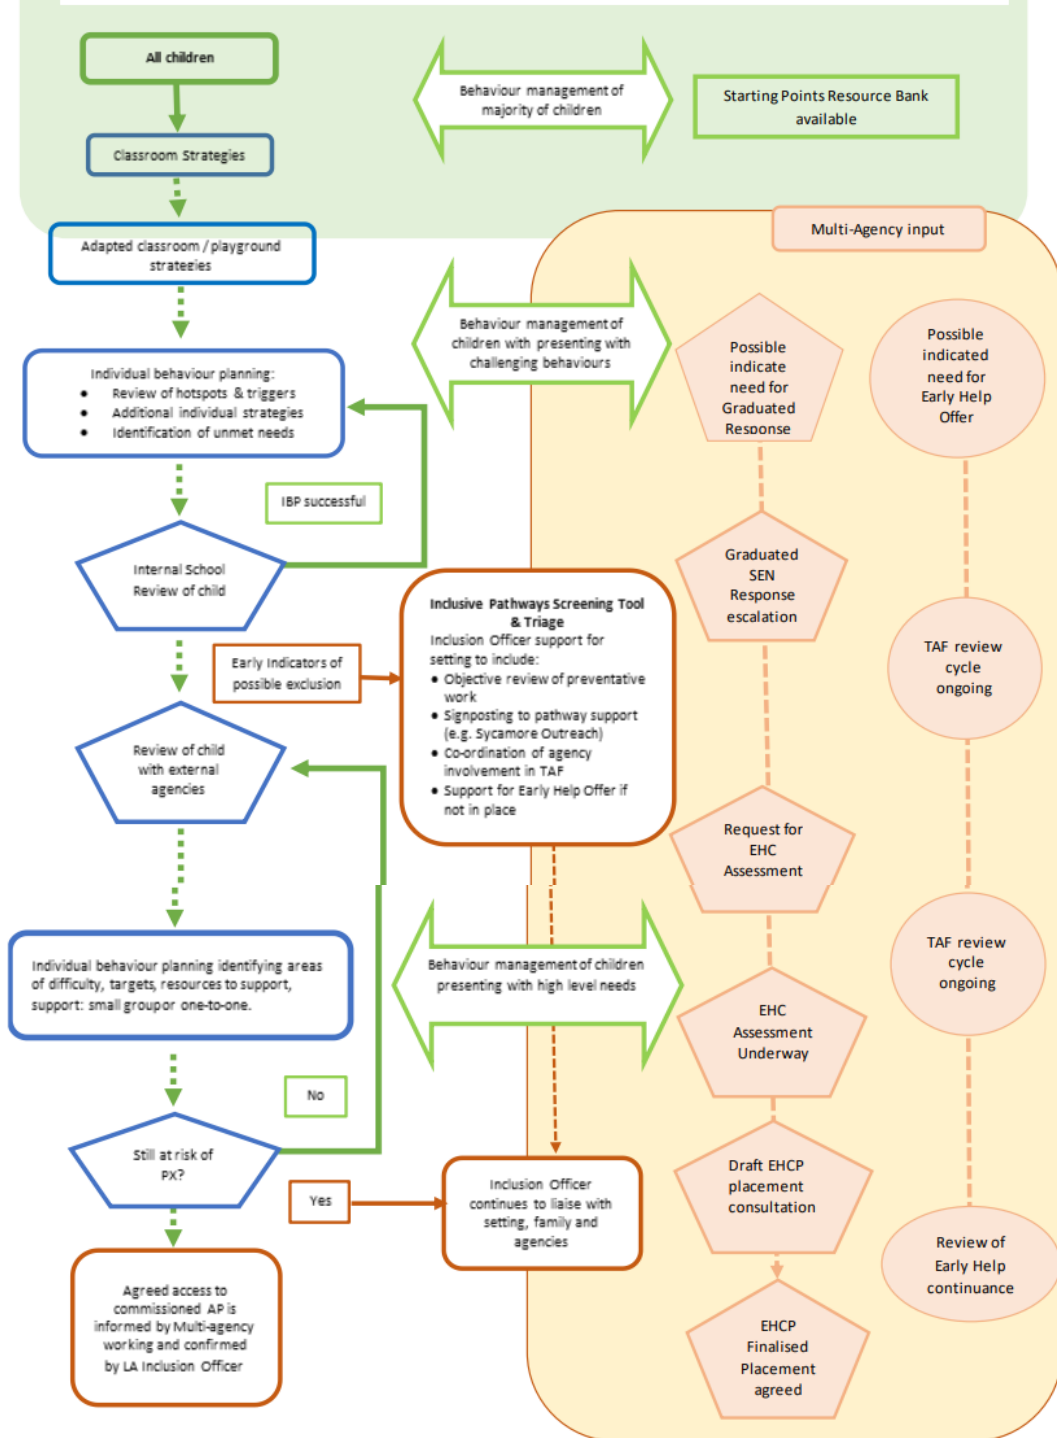 All children
Behaviour management of
majority of children
Starting Points Resource Bank
available
Classroom Strategies
Multi-Agency input
Adapted classroom / playground
strategies
Behaviour management of
children with presenting with
challenging behaviours
Possible
indicate
need for
Graduated
Response
Possible
indicated
need for
Early Help
Offer
Individual behaviour planning:
● Review of hotspots & triggers
● Additional individual strategies
● Identification of unmet needs
IBP successful
Internal School
Review of child
Graduated
SEN
Response
escalation
Inclusive Pathways Screening Tool
& Triage
Inclusion Officer support for
setting to include:
● Objective review of preventative
work
● Signposting to pathway support
(e.g. Sycamore Outreach)
● Co-ordination of agency
involvement in TAF
● Support for Early Help Offer if
not in place
Early Indicators of
possible exclusion
TAF review
cycle
ongoing
Review of child
with external
agencies
Request for
EHC
Assessment
Individual behaviour planning identifying areas
of difficulty, targets, resources to support,
support: small groupor one-to-one.
Behaviour management of children
presenting with high level needs
TAF review
cycle
ongoing
EHC
Assessment
Underway
No
Still at risk of
PX?
Yes
Inclusion Officer
continues to liaise with
setting, family and
agencies
Draft EHCP
placement
consultation
Review of
Early Help
continuance
Agreed access to
commissioned AP is
informed by Multi-agency
working and confirmed
by LA Inclusion Officer
EHCP
Finalised
Placement
agreed